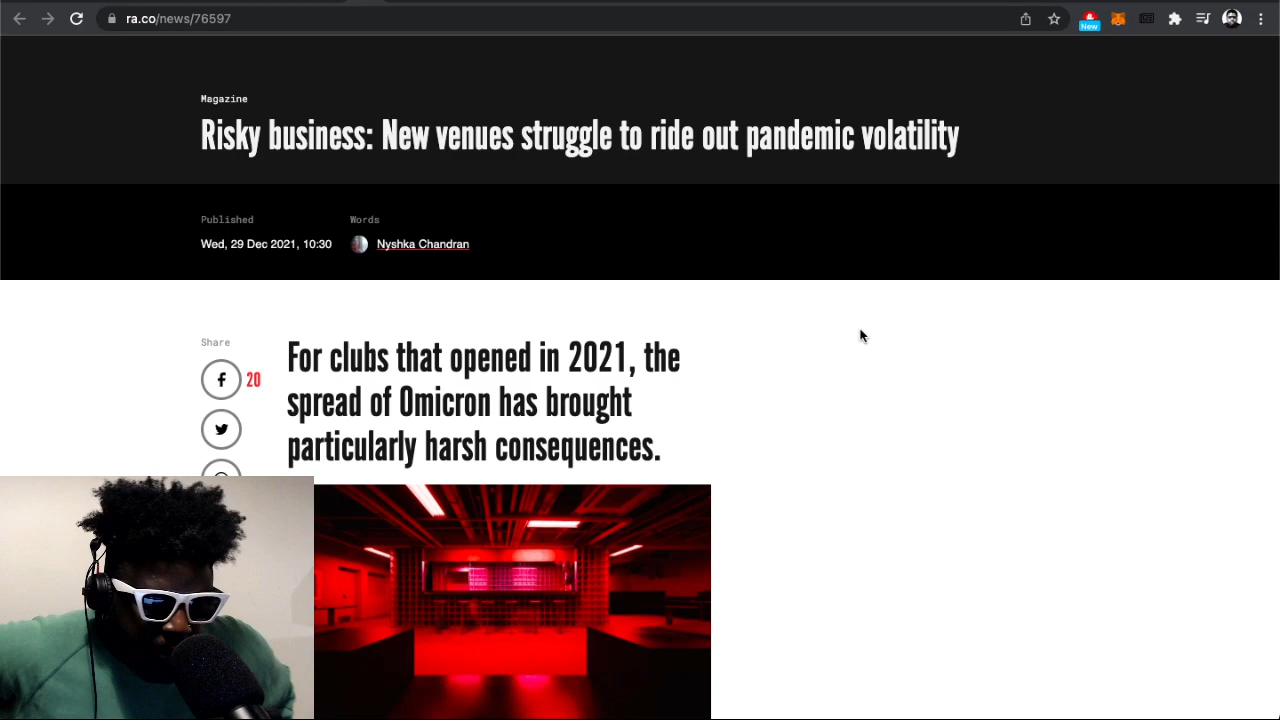 ra.co/news/76597
New
Magazine
Risky business: New venues struggle to ride out pandemic volatility
Published
Words
Wed, 29 Dec 2021, 10:30
Nyshka Chandran
Share
20
For clubs that opened in 2021, the
spread of Omicron has brought
particularly harsh consequences.